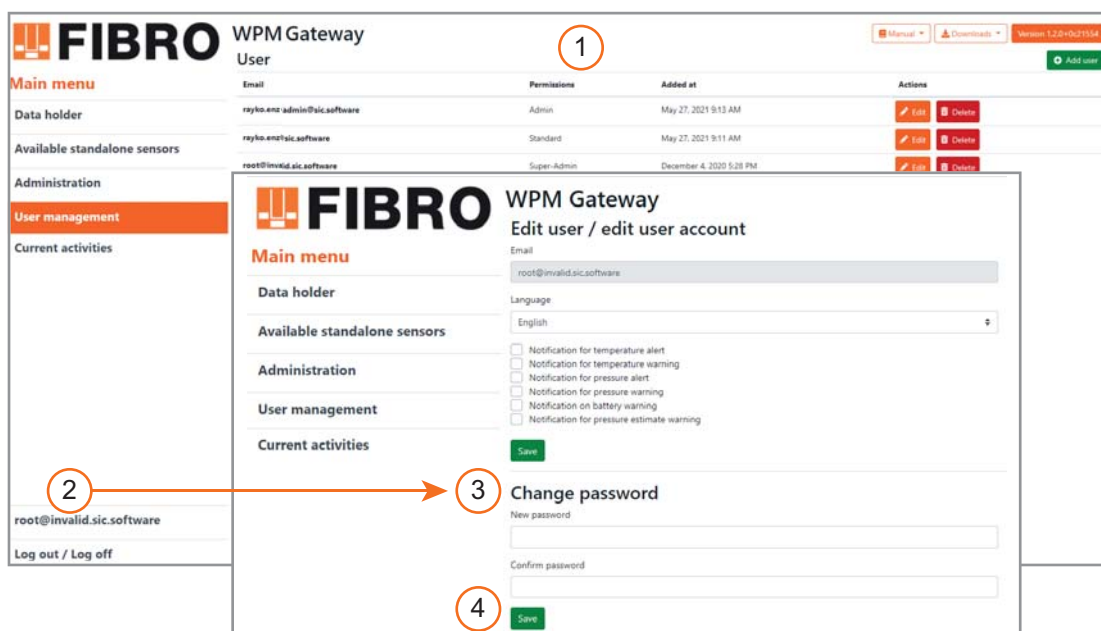 FIBRO
WPM Gateway
1
Manual
Downloads
Version 1.2.0+0c21554
User
Add user
Main menu
Email Permissions Added at Actions
Data holder
rayko.enz-admin@sic.software Admin May 27, 2021 9:13 AM Edit Delete
Available standalone sensors
rayko.enz@sic.software Standard May 27, 2021 9:11 AM Edit Delete
root@invalid.sic.software Super-Admin December 4, 2020 5:28 PM Edit Delete
Administration
User management
Current activities
2
root@invalid.sic.software
Log out / Log off
FIBRO
WPM Gateway
Edit user / edit user account
Main menu
Data holder
Available standalone sensors
Administration
User management
Current activities
Email
root@invalid.sic.software
Language
English
Notification for temperature alert
Notification for temperature warning
Notification for pressure alert
Notification for pressure warning
Notification on battery warning
Notification for pressure estimate warning
Save
3
Change password
New password
Confirm password
4
Save